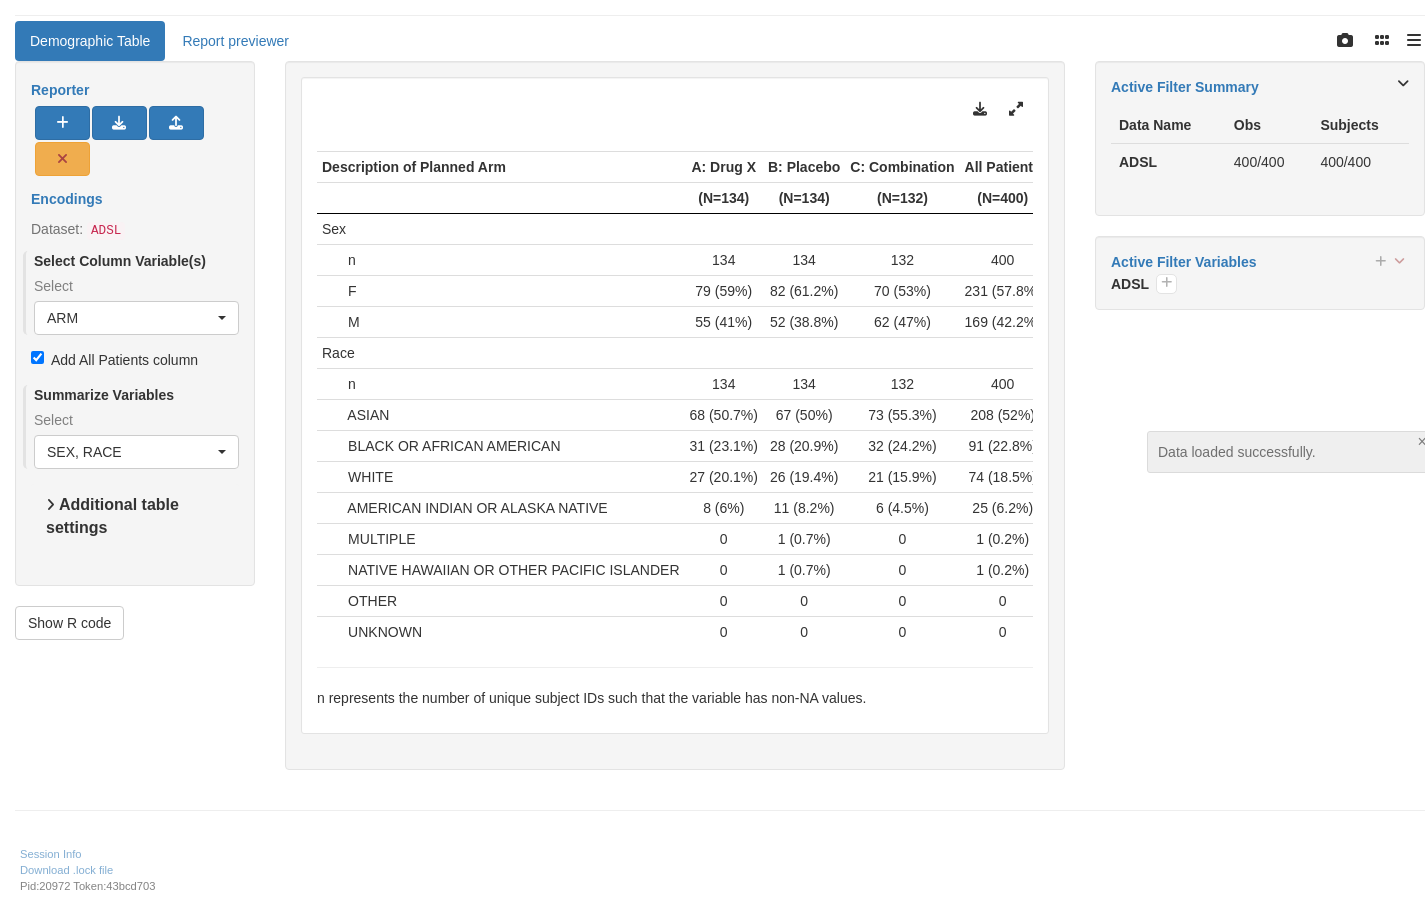 Demographic Table Report previewer
Reporter
Encodings
Dataset: ADSL
Select Column Variable(s)
Select
ARM
Add All Patients column
Summarize Variables
Select
SEX, RACE
Additional table
settings
Show R code
Description of Planned Arm A: Drug X B: Placebo C: Combination All Patient
(N=134) (N=134) (N=132) (N=400)
Sex
n 134 134 132 400
F 79 (59%) 82 (61.2%) 70 (53%) 231 (57.8%
M 55 (41%) 52 (38.8%) 62 (47%) 169 (42.2%
Race
n 134 134 132 400
ASIAN 68 (50.7%) 67 (50%) 73 (55.3%) 208 (52%)
BLACK OR AFRICAN AMERICAN 31 (23.1%) 28 (20.9%) 32 (24.2%) 91 (22.8%)
WHITE 27 (20.1%) 26 (19.4%) 21 (15.9%) 74 (18.5%)
AMERICAN INDIAN OR ALASKA NATIVE 8 (6%) 11 (8.2%) 6 (4.5%) 25 (6.2%)
MULTIPLE 0 1 (0.7%) 0 1 (0.2%)
NATIVE HAWAIIAN OR OTHER PACIFIC ISLANDER 0 1 (0.7%) 0 1 (0.2%)
OTHER 0 0 0 0
UNKNOWN 0 0 0 0
n represents the number of unique subject IDs such that the variable has non-NA values.
Active Filter Summary
Data Name Obs Subjects
ADSL 400/400 400/400
Active Filter Variables
ADSL
Data loaded successfully.
Session Info
Download .lock file
Pid:20972 Token:43bcd703